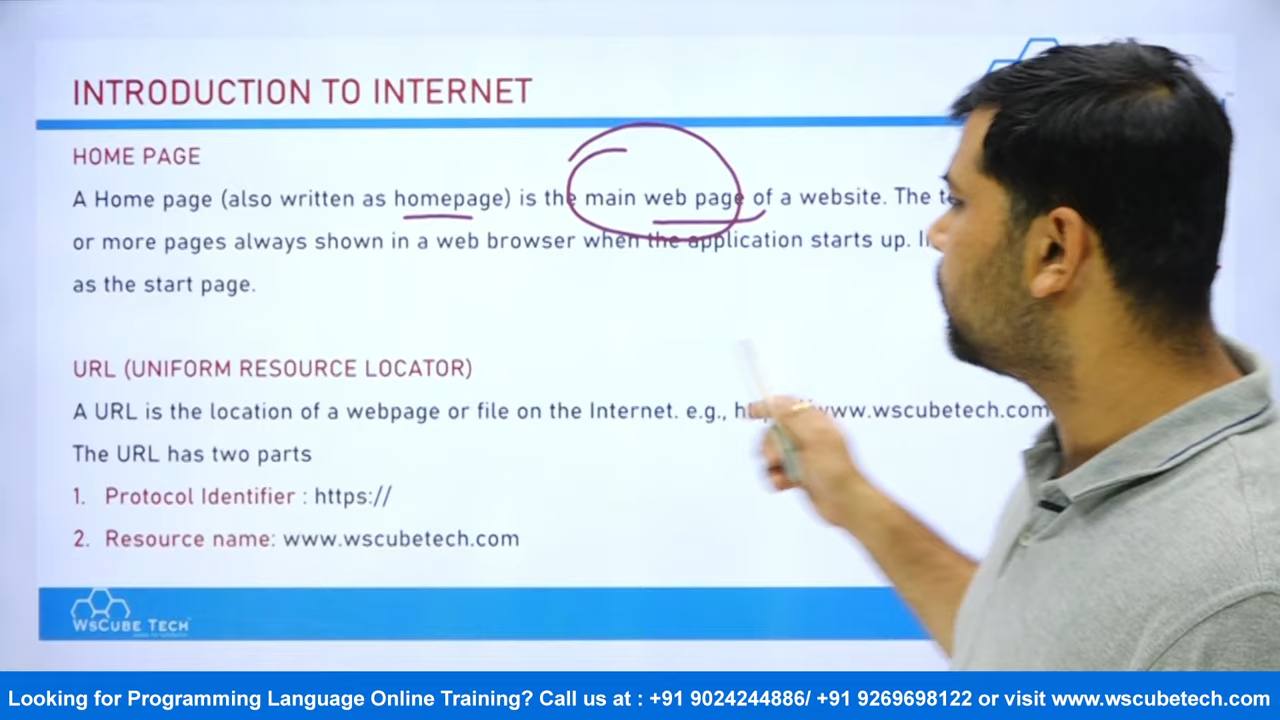 INTRODUCTION TO INTERNET
HOME PAGE
A Home page (also written as homepage) is the main web page of a website. The
or more pages always shown in a web browser when the application starts up.
as the start page.
URL (UNIFORM RESOURCE LOCATOR)
A URL is the location of a webpage or file on the Internet. e.g., www.wscubetech.com
The URL has two parts
1. Protocol Identifier : https://
2. Resource name: www.wscubetech.com
WsCube Tech
Looking for Programming Language Online Training? Call us at : +91 9024244886/ +91 9269698122 or visit www.wscubetech.com